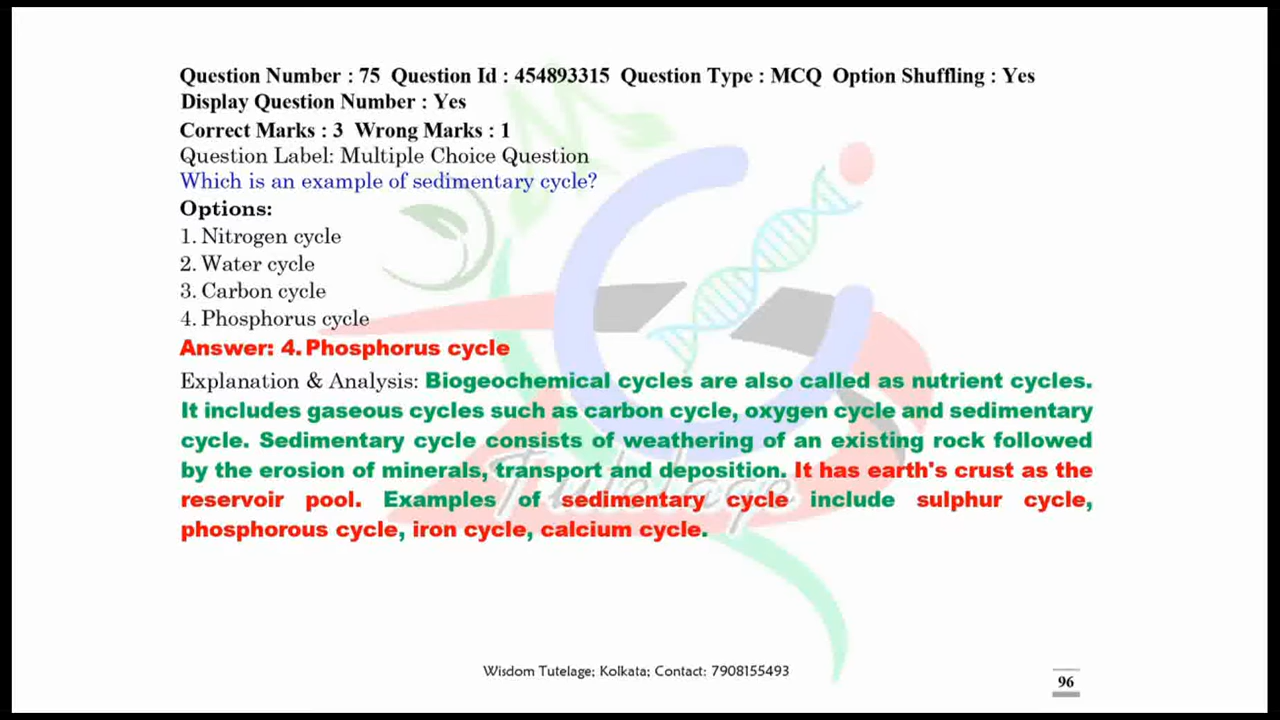 Question Number : 75 Question Id : 454893315 Question Type : MCQ Option Shuffling : Yes
Display Question Number : Yes
Correct Marks : 3 Wrong Marks : 1
Question Label: Multiple Choice Question
Which is an example of sedimentary cycle?
Options:
1. Nitrogen cycle
2. Water cycle
3. Carbon cycle
4. Phosphorus cycle
Answer: 4. Phosphorus cycle
Explanation & Analysis: Biogeochemical cycles are also called as nutrient cycles.
It includes gaseous cycles such as carbon cycle, oxygen cycle and sedimentary
cycle. Sedimentary cycle consists of weathering of an existing rock followed
by the erosion of minerals, transport and deposition. It has earth's crust as the
reservoir pool. Examples of sedimentary cycle include sulphur cycle,
phosphorous cycle, iron cycle, calcium cycle.
Tutelage
Wisdom Tutelage; Kolkata; Contact: 7908155493
96